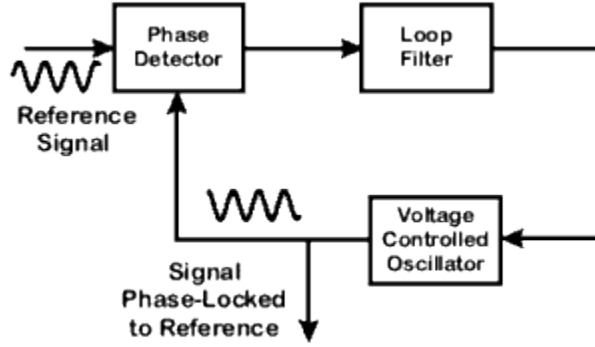 Phase
Detector
Loop
Filter
Reference
Signal
Voltage
Controlled
Oscillator
Signal
Phase-Locked
to Reference